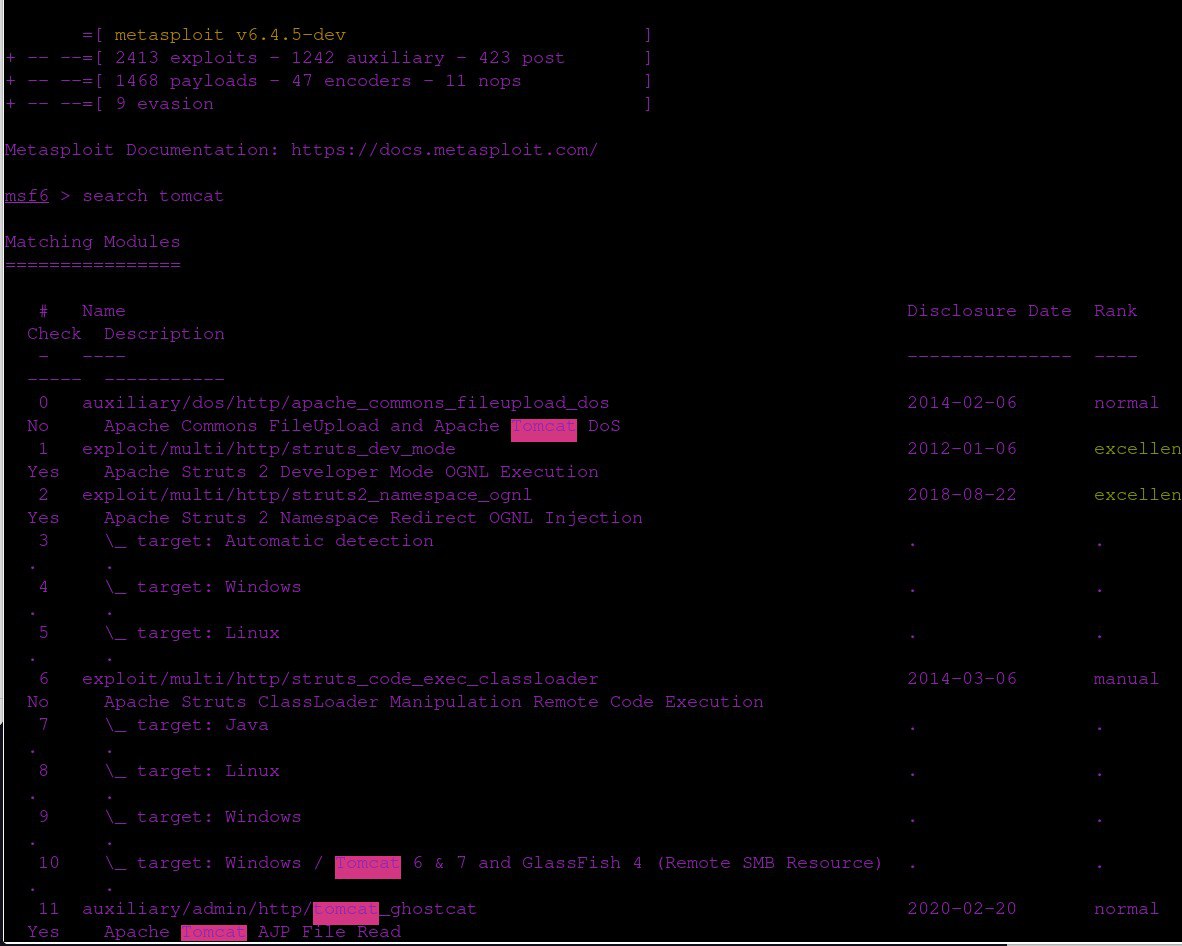 =[ metasploit v6.4.5-dev ]
+ -- --=[ 2413 exploits - 1242 auxiliary - 423 post ]
+ -- --=[ 1468 payloads - 47 encoders - 11 nops ]
+ -- --=[ 9 evasion ]
Metasploit Documentation: https://docs.metasploit.com/
msf6 > search tomcat
Matching Modules
================
# Name Disclosure Date Rank
Check Description
- ---- --------------- ----
----- -----------
0 auxiliary/dos/http/apache_commons_fileupload_dos 2014-02-06 normal
No Apache Commons FileUpload and Apache Tomcat DoS
1 exploit/multi/http/struts_dev_mode 2012-01-06 excellen
Yes Apache Struts 2 Developer Mode OGNL Execution
2 exploit/multi/http/struts2_namespace_ognl 2018-08-22 excellen
Yes Apache Struts 2 Namespace Redirect OGNL Injection
3 \_ target: Automatic detection . .
. .
4 \_ target: Windows . .
. .
5 \_ target: Linux . .
. .
6 exploit/multi/http/struts_code_exec_classloader 2014-03-06 manual
No Apache Struts ClassLoader Manipulation Remote Code Execution
7 \_ target: Java . .
. .
8 \_ target: Linux . .
. .
9 \_ target: Windows . .
. .
10 \_ target: Windows / Tomcat 6 & 7 and GlassFish 4 (Remote SMB Resource) . .
. .
11 auxiliary/admin/http/tomcat_ghostcat 2020-02-20 normal
Yes Apache Tomcat AJP File Read